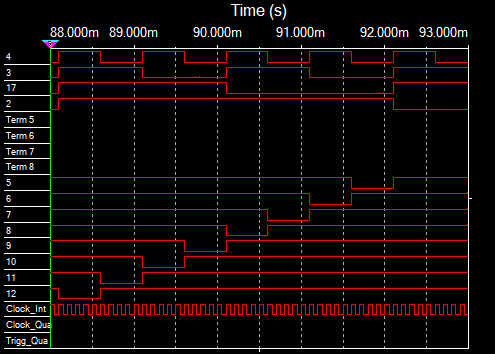 Time (s)
88.000m 89.000m 90.000m 91.000m 92.000m 93.000m
4
3
17
2
Term 5
Term 6
Term 7
Term 8
5
6
7
8
9
10
11
12
Clock_Int
Clock_Qua
Trigg_Qua